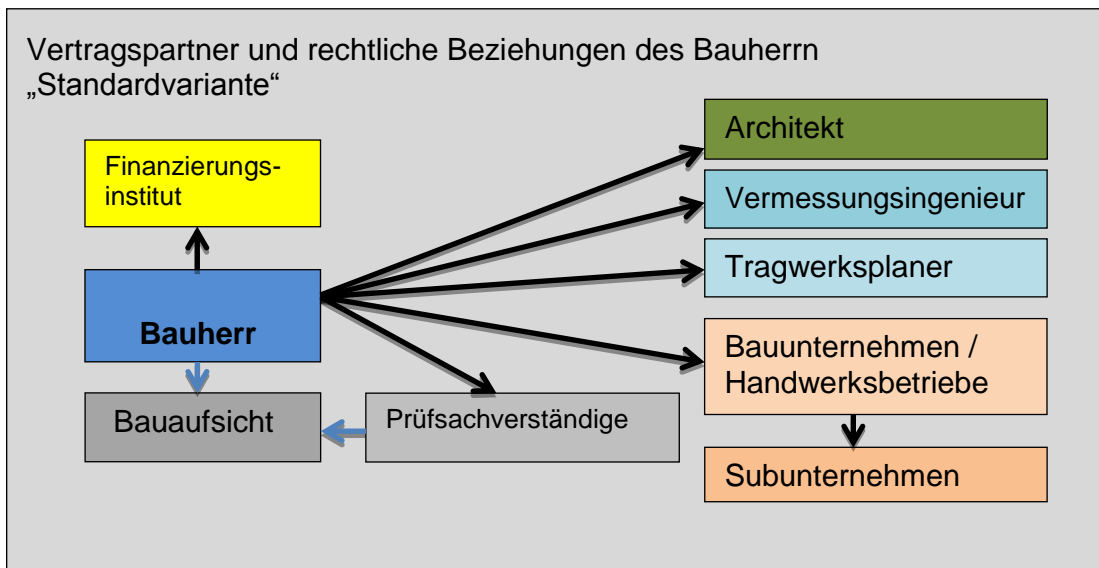 Vertragspartner und rechtliche Beziehungen des Bauherrn
„Standardvariante“
Architekt
Finanzierungs-
institut
Vermessungsingenieur
Tragwerksplaner
Bauherr
Bauunternehmen /
Handwerksbetriebe
Bauaufsicht
Prüfsachverständige
Subunternehmen